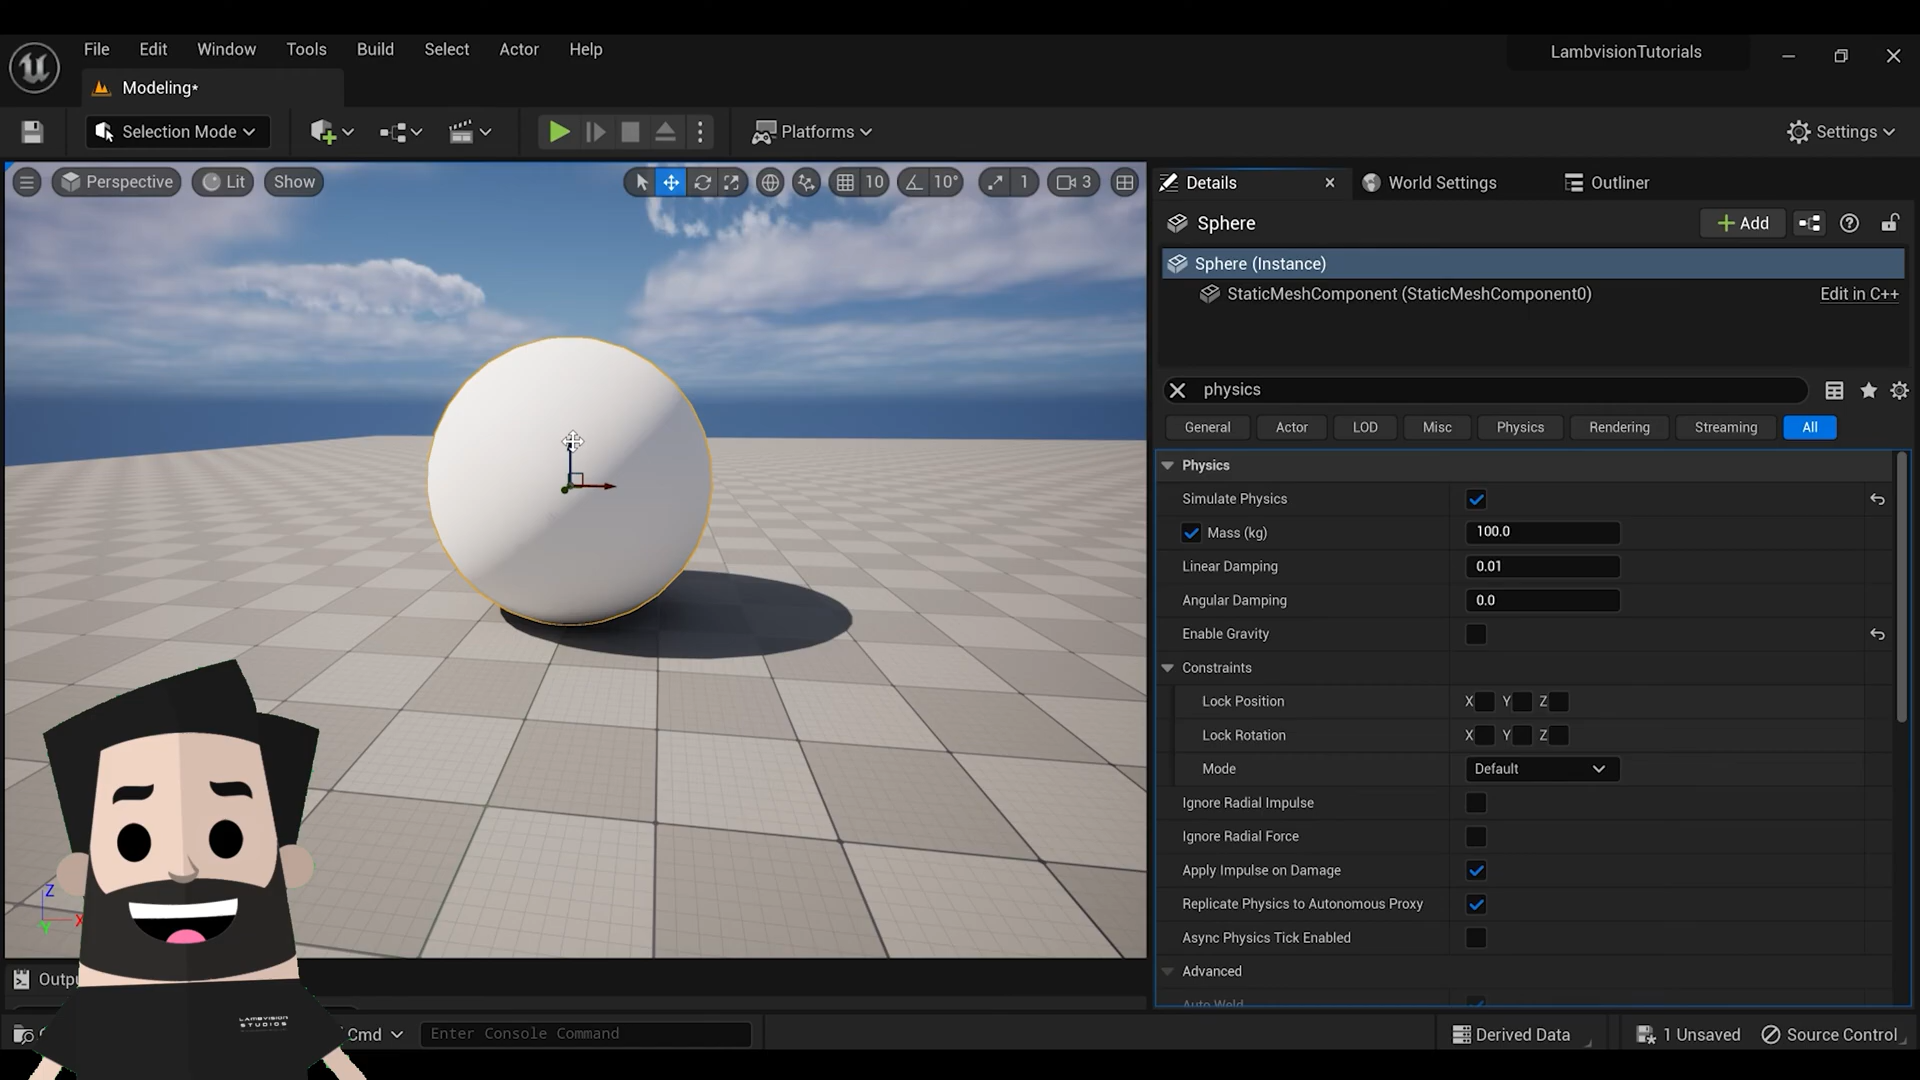 File Edit Window Tools Build Select Actor Help
LambvisionTutorials
Modeling*
Selection Mode
Platforms
Settings
Perspective
Lit
Show
10
10°
1
3
Details
World Settings
Outliner
Sphere
Add
Sphere (Instance)
StaticMeshComponent (StaticMeshComponent0)
Edit in C++
physics
General
Actor
LOD
Misc
Physics
Rendering
Streaming
All
Physics
Simulate Physics
Mass (kg) 100.0
Linear Damping 0.01
Angular Damping 0.0
Enable Gravity
Constraints
Lock Position X Y Z
Lock Rotation X Y Z
Mode Default
Ignore Radial Impulse
Ignore Radial Force
Apply Impulse on Damage
Replicate Physics to Autonomous Proxy
Async Physics Tick Enabled
Advanced
Auto Weld
Z
X
Y
LAMBVISION
STUDIOS
Cmd
Enter Console Command
Derived Data
1 Unsaved
Source Control